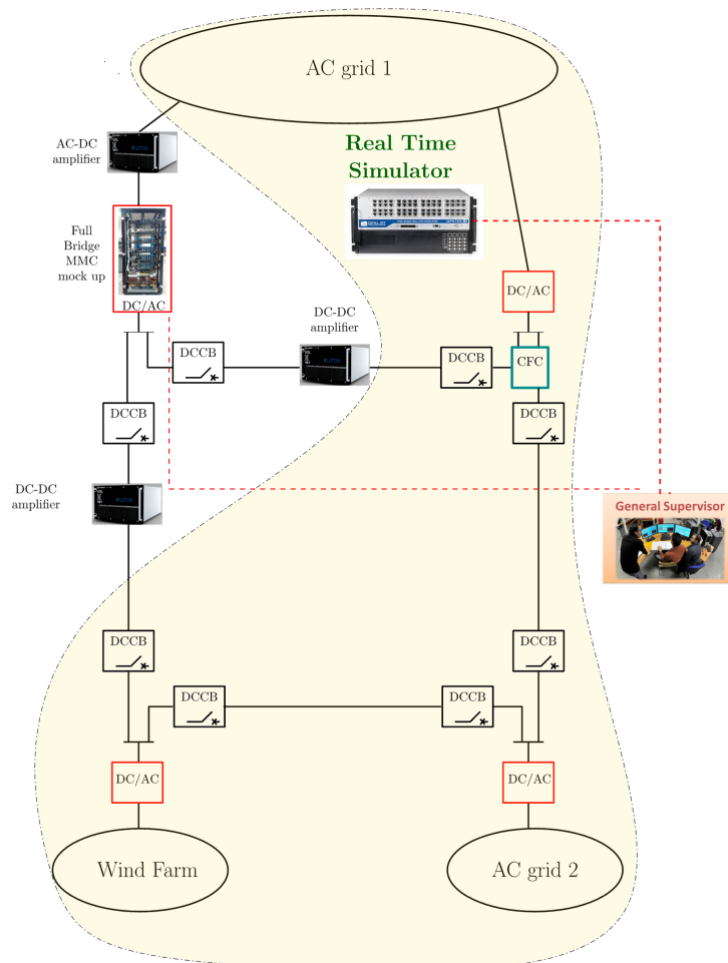 AC grid 1
AC-DC
amplifier
Real Time
Simulator
Full
Bridge
MMC
mock up
DC/AC
DC/AC
DC-DC
amplifier
DCCB
DCCB
CFC
DCCB
DCCB
DC-DC
amplifier
General Supervisor
DCCB
DCCB
DCCB
DCCB
DC/AC
DC/AC
Wind Farm
AC grid 2